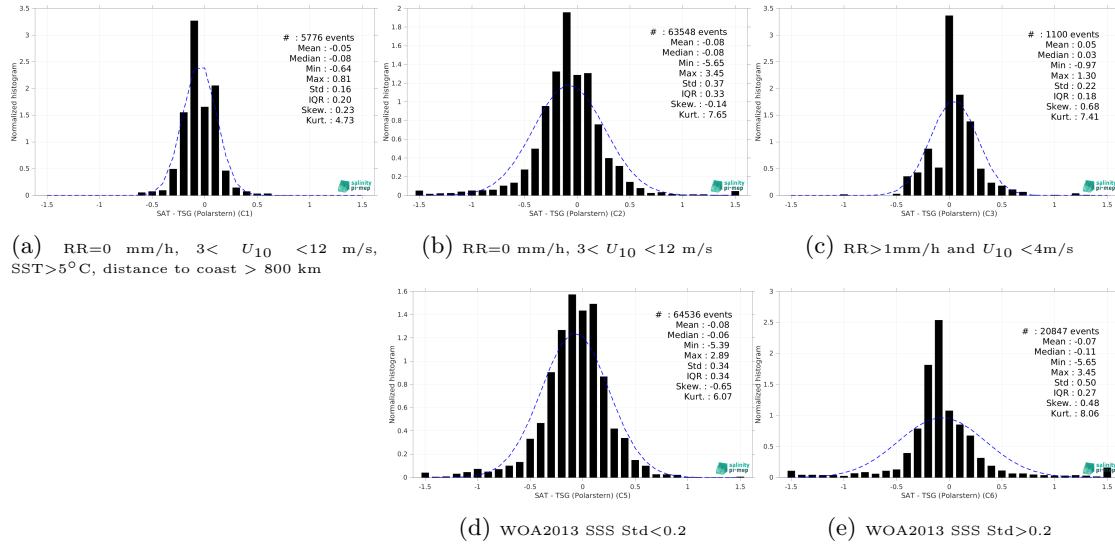 3.5
3
2.5
2
1.5
1
0.5
0
-1.5
-1
-0.5
0
0.5
1
1.5
Normalized histogram
SAT - TSG (Polarstern) (C1)
# : 5776 events
Mean : -0.05
Median : -0.08
Min : -0.64
Max : 0.81
Std : 0.16
IQR : 0.20
Skew. : 0.23
Kurt. : 4.73
salinity
pi-mep
2
1.8
1.6
1.4
1.2
1
0.8
0.6
0.4
0.2
0
-1.5
-1
-0.5
0
0.5
1
1.5
Normalized histogram
SAT - TSG (Polarstern) (C2)
# : 63548 events
Mean : -0.08
Median : -0.08
Min : -5.65
Max : 3.45
Std : 0.37
IQR : 0.33
Skew. : -0.14
Kurt. : 7.65
salinity
pi-mep
3.5
3
2.5
2
1.5
1
0.5
0
-1.5
-1
-0.5
0
0.5
1
1.5
Normalized histogram
SAT - TSG (Polarstern) (C3)
# : 1100 events
Mean : 0.05
Median : 0.03
Min : -0.97
Max : 1.30
Std : 0.22
IQR : 0.18
Skew. : 0.68
Kurt. : 7.41
salinity
pi-mep
(a) RR=0 mm/h, 3< U10 <12 m/s,
SST>5°C, distance to coast > 800 km
(b) RR=0 mm/h, 3< U10 <12 m/s
(c) RR>1mm/h and U10 <4m/s
1.6
1.4
1.2
1
0.8
0.6
0.4
0.2
0
-1.5
-1
-0.5
0
0.5
1
1.5
Normalized histogram
SAT - TSG (Polarstern) (C5)
# : 64536 events
Mean : -0.08
Median : -0.06
Min : -5.39
Max : 2.89
Std : 0.34
IQR : 0.34
Skew. : -0.65
Kurt. : 6.07
salinity
pi-mep
3
2.5
2
1.5
1
0.5
0
-1.5
-1
-0.5
0
0.5
1
1.5
Normalized histogram
SAT - TSG (Polarstern) (C6)
# : 20847 events
Mean : -0.07
Median : -0.11
Min : -5.65
Max : 3.45
Std : 0.50
IQR : 0.27
Skew. : 0.48
Kurt. : 8.06
salinity
pi-mep
(d) WOA2013 SSS Std<0.2
(e) WOA2013 SSS Std>0.2